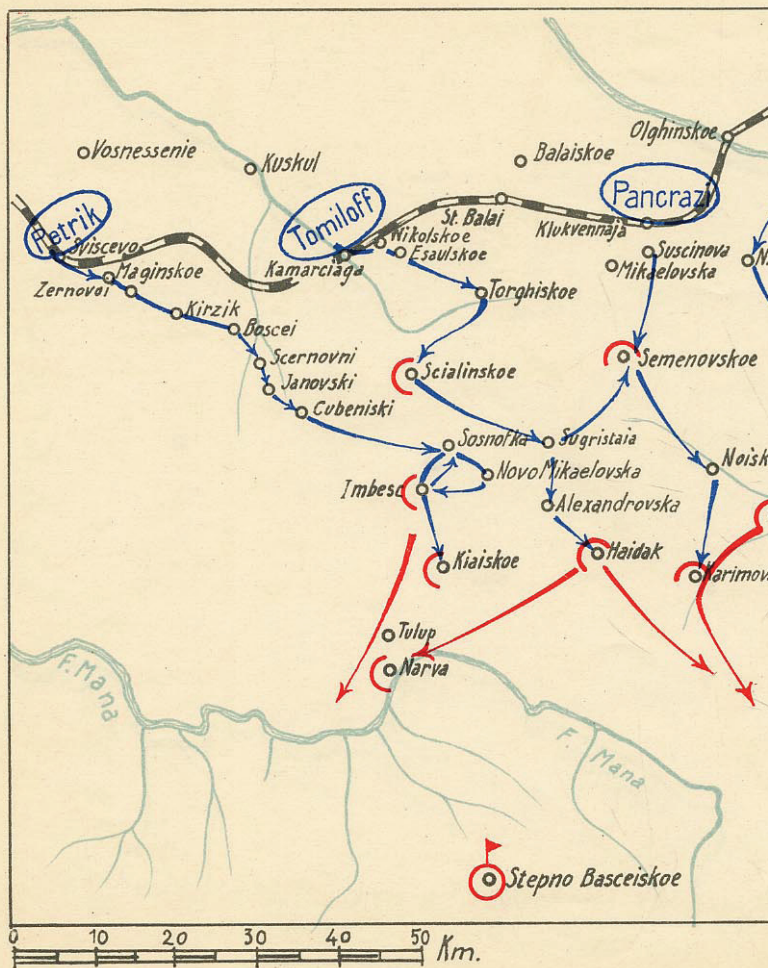 Olghinskoe
Vosnessenie
Balaiskoe
Kuskul
Pancrazi
Petrik
Tomiloff
St. Balai
Klukvennaja
Nikolskoe
Sviscevo
Kamarciaga
Esaulskoe
Suscinova
Mikaelovska
N.
Maginskoe
Zernovoi
Torghiskoe
Kirzik
Boscei
Scernovni
Semenovskoe
Scialinskoe
Janovski
Cubeniski
Sosnofka
Sugristaia
Noisk
Novo Mikaelovska
Imbesc
Alexandrovska
Haidak
Kiaiskoe
Karimov
Tulup
Narva
F. Mana
F. Mana
Stepno Basceiskoe
0 10 20 30 40 50
Km.